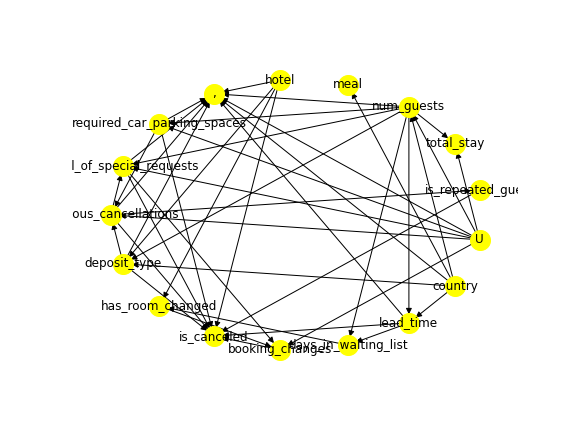 hotel
,
meal
num_guests
required_car_parking_spaces
total_stay
l_of_special_requests
is_repeated_gue
ous_cancellations
U
deposit_type
country
has_room_changed
lead_time
is_canceled
booking_changes
days_in_waiting_list